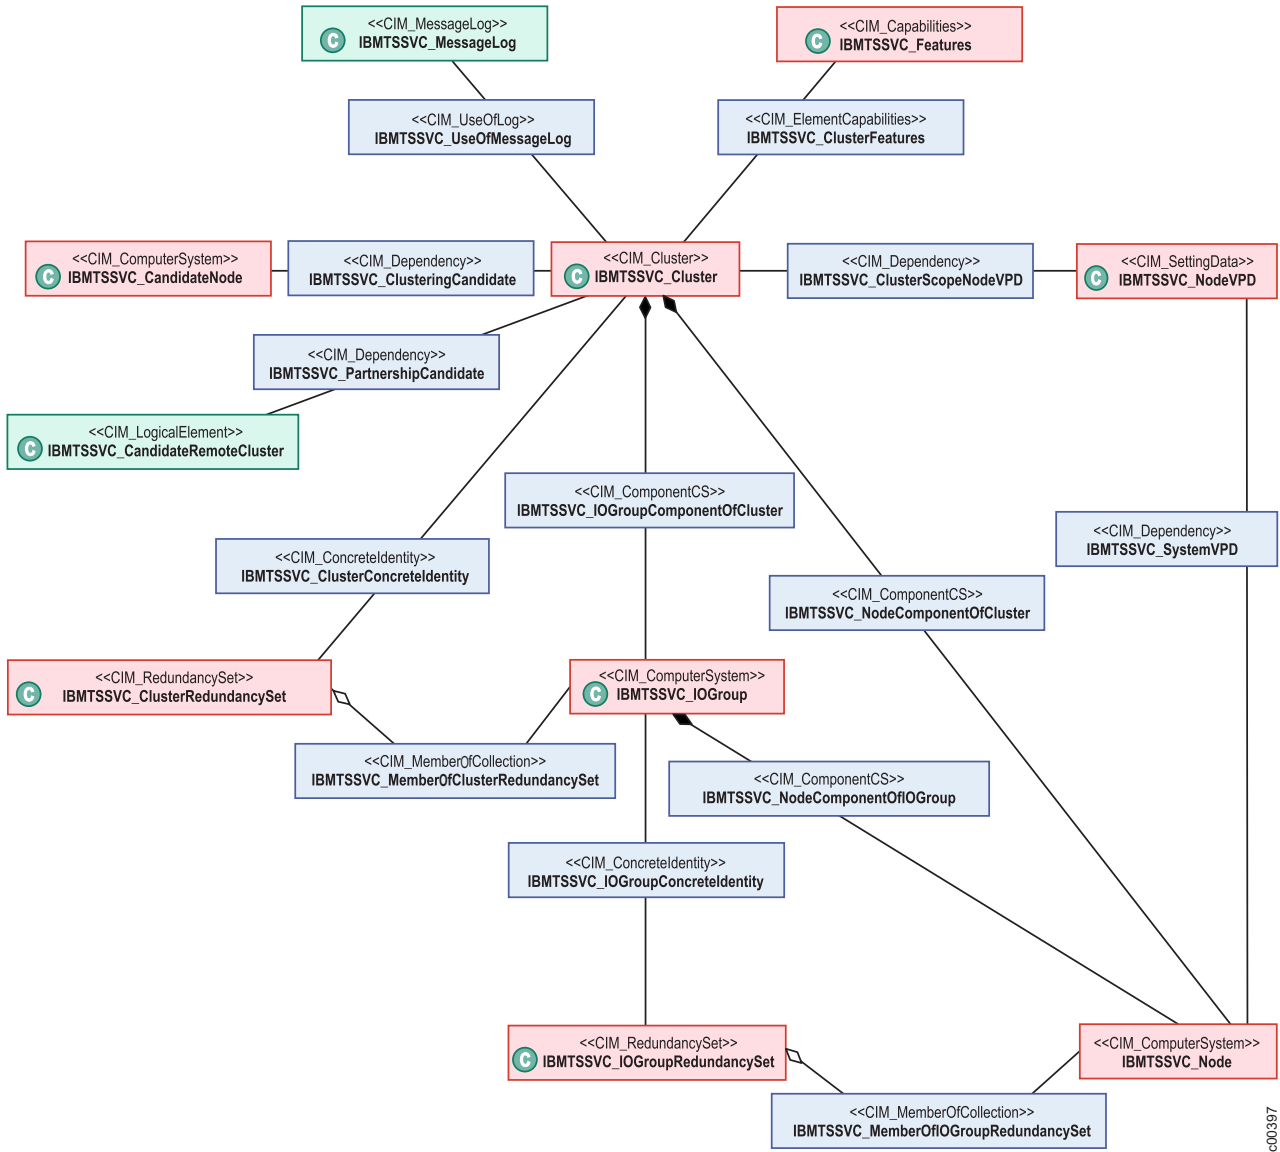 <<CIM_MessageLog>>
C
IBMTSSVC_MessageLog
<<CIM_Capabilities>>
C
IBMTSSVC_Features
<<CIM_UseOfLog>>
IBMTSSVC_UseOfMessageLog
<<CIM_ElementCapabilities>>
IBMTSSVC_ClusterFeatures
<<CIM_ComputerSystem>>
C
IBMTSSVC_CandidateNode
<<CIM_Dependency>>
IBMTSSVC_ClusteringCandidate
<<CIM_Cluster>>
C
IBMTSSVC_Cluster
<<CIM_Dependency>>
IBMTSSVC_ClusterScopeNodeVPD
<<CIM_SettingData>>
C
IBMTSSVC_NodeVPD
<<CIM_Dependency>>
IBMTSSVC_PartnershipCandidate
<<CIM_LogicalElement>>
C
IBMTSSVC_CandidateRemoteCluster
<<CIM_ComponentCS>>
IBMTSSVC_IOGroupComponentOfCluster
<<CIM_Dependency>>
IBMTSSVC_SystemVPD
<<CIM_ConcreteIdentity>>
IBMTSSVC_ClusterConcreteIdentity
<<CIM_ComponentCS>>
IBMTSSVC_NodeComponentOfCluster
<<CIM_RedundancySet>>
C
IBMTSSVC_ClusterRedundancySet
<<CIM_ComputerSystem>>
C
IBMTSSVC_IOGroup
<<CIM_MemberOfCollection>>
IBMTSSVC_MemberOfClusterRedundancySet
<<CIM_ComponentCS>>
IBMTSSVC_NodeComponentOfIOGroup
<<CIM_ConcreteIdentity>>
IBMTSSVC_IOGroupConcreteIdentity
<<CIM_RedundancySet>>
C
IBMTSSVC_IOGroupRedundancySet
<<CIM_ComputerSystem>>
IBMTSSVC_Node
<<CIM_MemberOfCollection>>
IBMTSSVC_MemberOfIOGroupRedundancySet
c00397